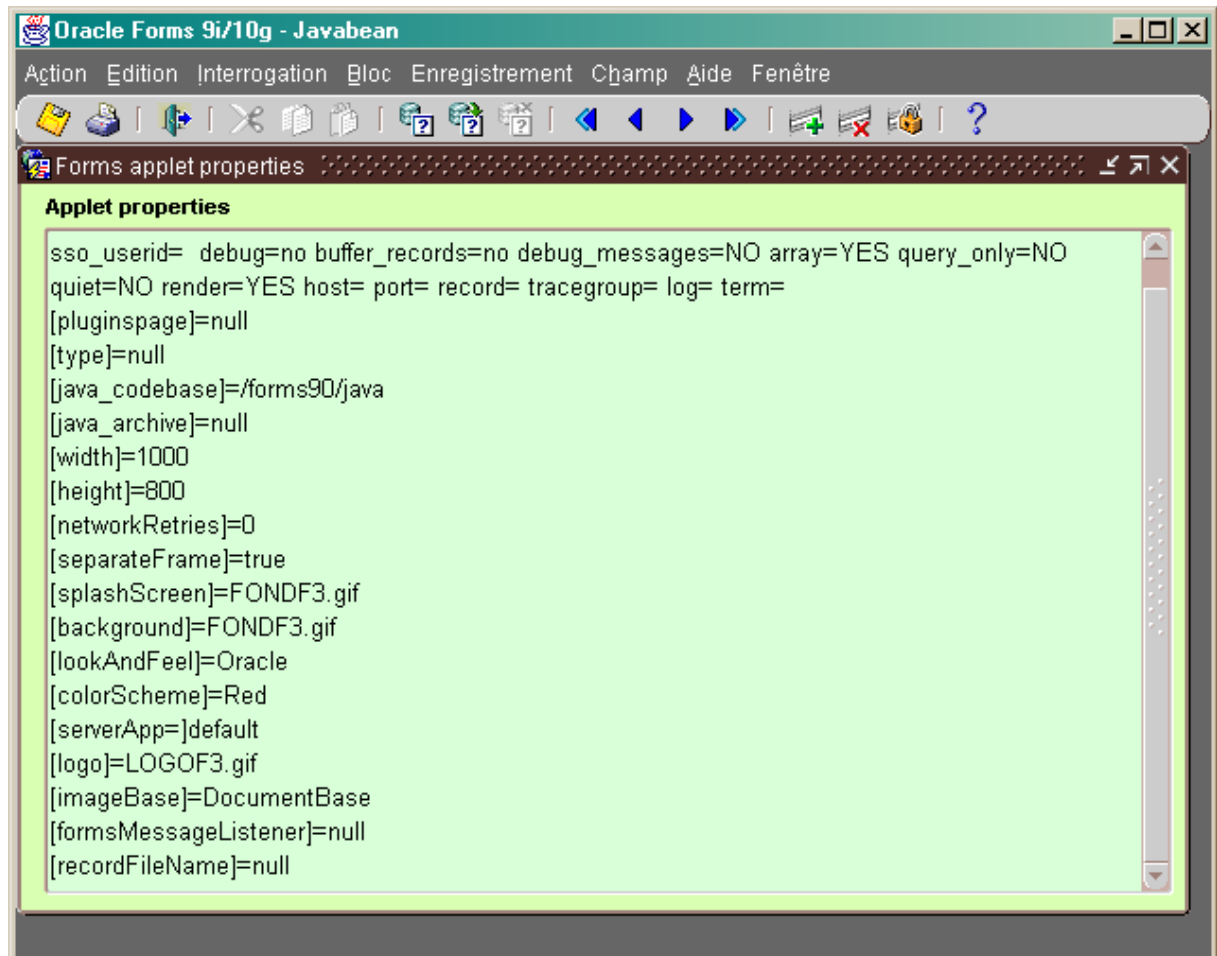 Oracle Forms 9i/10g - Javabean
Action Edition Interrogation Bloc Enregistrement Champ Aide Fenêtre
Forms applet properties
Applet properties
sso_userid=  debug=no buffer_records=no debug_messages=NO array=YES query_only=NO
quiet=NO render=YES host= port= record= tracegroup= log= term=
[pluginspage]=null
[type]=null
[java_codebase]=/forms90/java
[java_archive]=null
[width]=1000
[height]=800
[networkRetries]=0
[separateFrame]=true
[splashScreen]=FONDF3.gif
[background]=FONDF3.gif
[lookAndFeel]=Oracle
[colorScheme]=Red
[serverApp=]default
[logo]=LOGOF3.gif
[imageBase]=DocumentBase
[formsMessageListener]=null
[recordFileName]=null